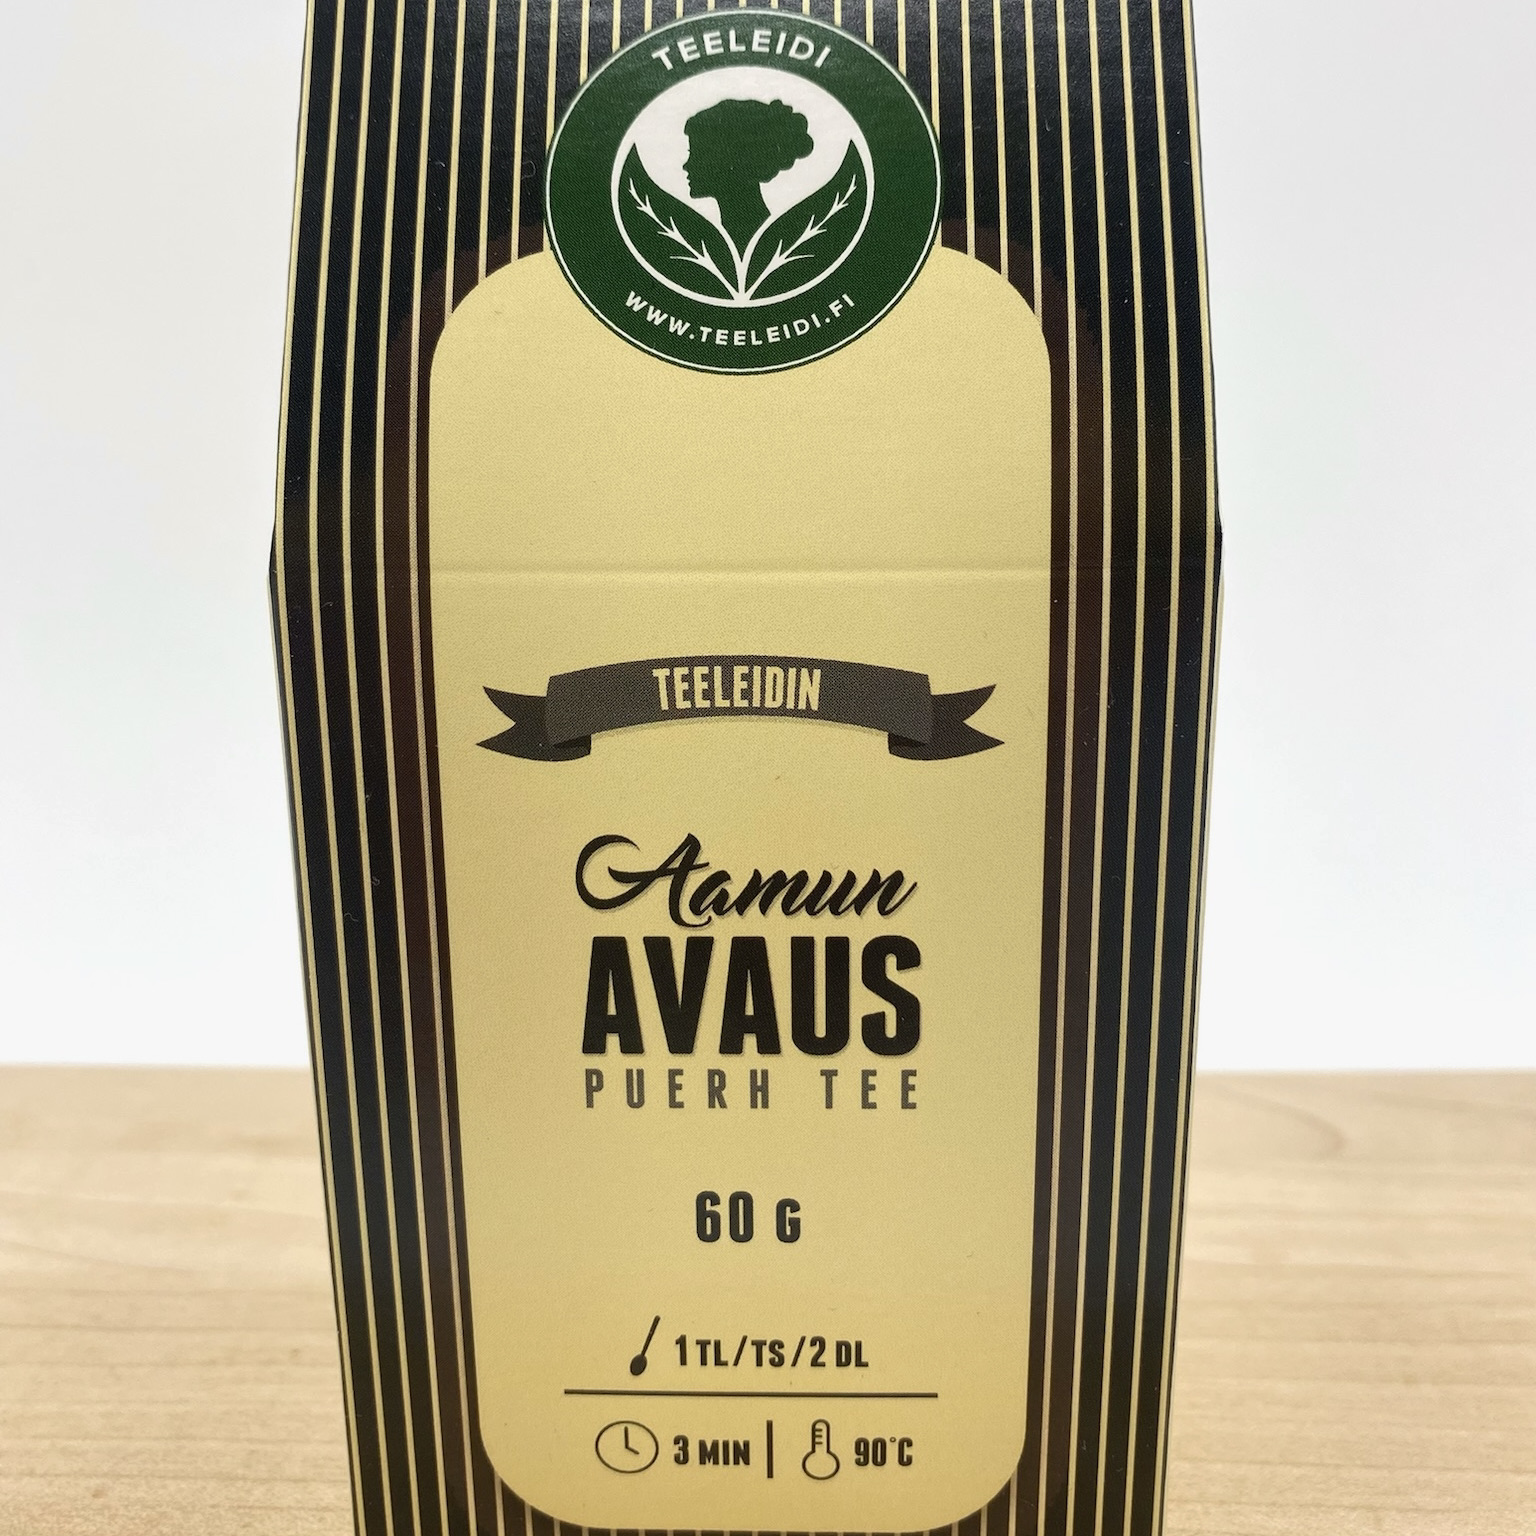 TEELEIDI
WWW.TEELEIDI.FI
TEELEIDIN
Aamun
AVAUS
PUERH TEE
60 G
1 TL/TS/2 DL
3 MIN | 90°C